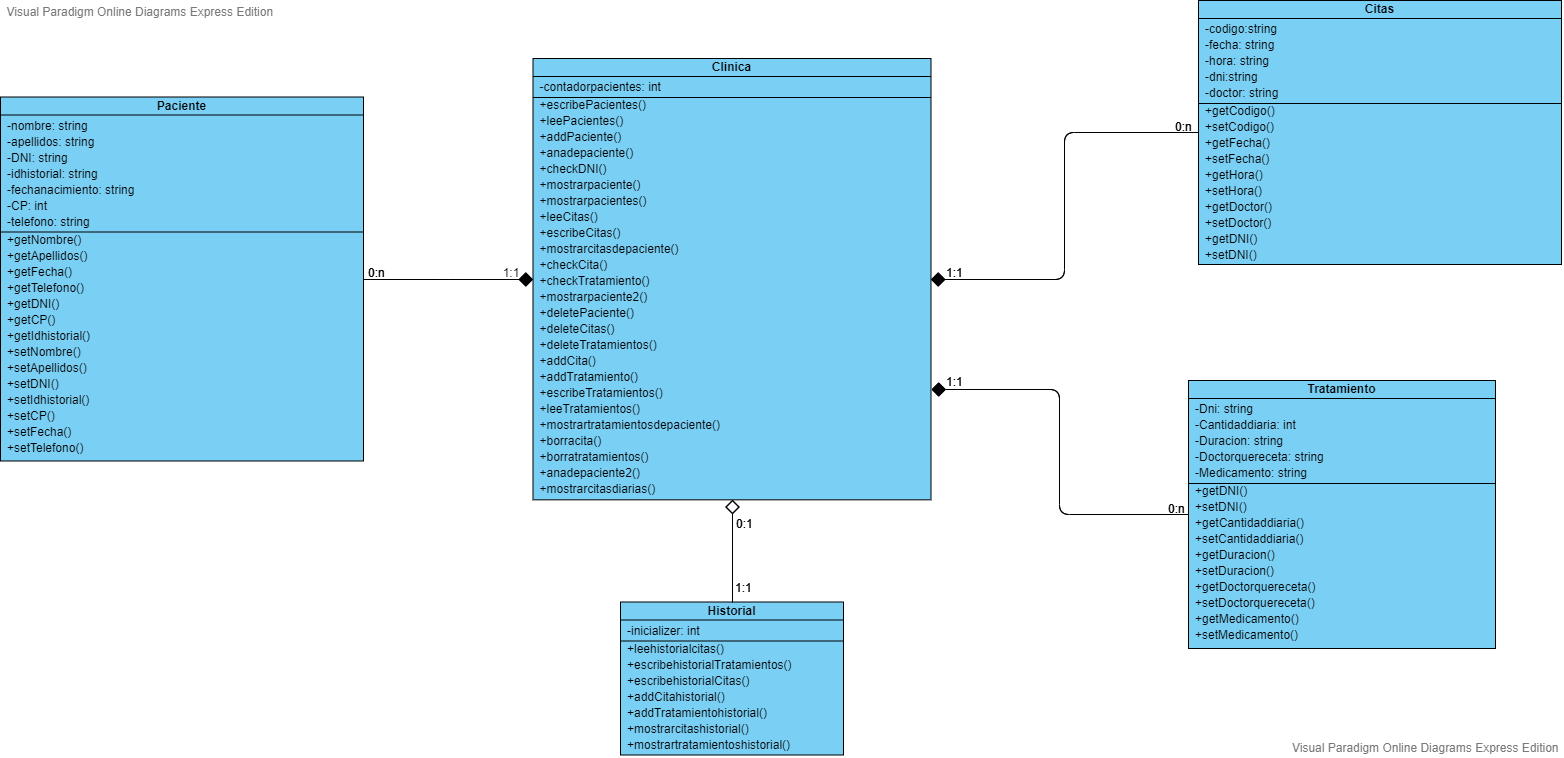 Visual Paradigm Online Diagrams Express Edition
Paciente
-nombre: string
-apellidos: string
-DNI: string
-idhistorial: string
-fechanacimiento: string
-CP: int
-telefono: string
+getNombre()
+getApellidos()
+getFecha()
+getTelefono()
+getDNI()
+getCP()
+getIdhistorial()
+setNombre()
+setApellidos()
+setDNI()
+setIdhistorial()
+setCP()
+setFecha()
+setTelefono()
0:n
1:1
Clinica
-contadorpacientes: int
+escribePacientes()
+leePacientes()
+addPaciente()
+anadepaciente()
+checkDNI()
+mostrarpaciente()
+mostrarpacientes()
+leeCitas()
+escribeCitas()
+mostrarcitasdepaciente()
+checkCita()
+checkTratamiento()
+mostrarpaciente2()
+deletePaciente()
+deleteCitas()
+deleteTratamientos()
+addCita()
+addTratamiento()
+escribeTratamientos()
+leeTratamientos()
+mostrartratamientosdepaciente()
+borracita()
+borratratamientos()
+anadepaciente2()
+mostrarcitasdiarias()
1:1
0:n
Citas
-codigo:string
-fecha: string
-hora: string
-dni:string
-doctor: string
+getCodigo()
+setCodigo()
+getFecha()
+setFecha()
+getHora()
+setHora()
+getDoctor()
+setDoctor()
+getDNI()
+setDNI()
1:1
0:n
Tratamiento
-Dni: string
-Cantidaddiaria: int
-Duracion: string
-Doctorquereceta: string
-Medicamento: string
+getDNI()
+setDNI()
+getCantidaddiaria()
+setCantidaddiaria()
+getDuracion()
+setDuracion()
+getDoctorquereceta()
+setDoctorquereceta()
+getMedicamento()
+setMedicamento()
0:1
1:1
Historial
-inicializer: int
+leehistorialcitas()
+escribehistorialTratamientos()
+escribehistorialCitas()
+addCitahistorial()
+addTratamientohistorial()
+mostrarcitashistorial()
+mostrartratamientoshistorial()
Visual Paradigm Online Diagrams Express Edition